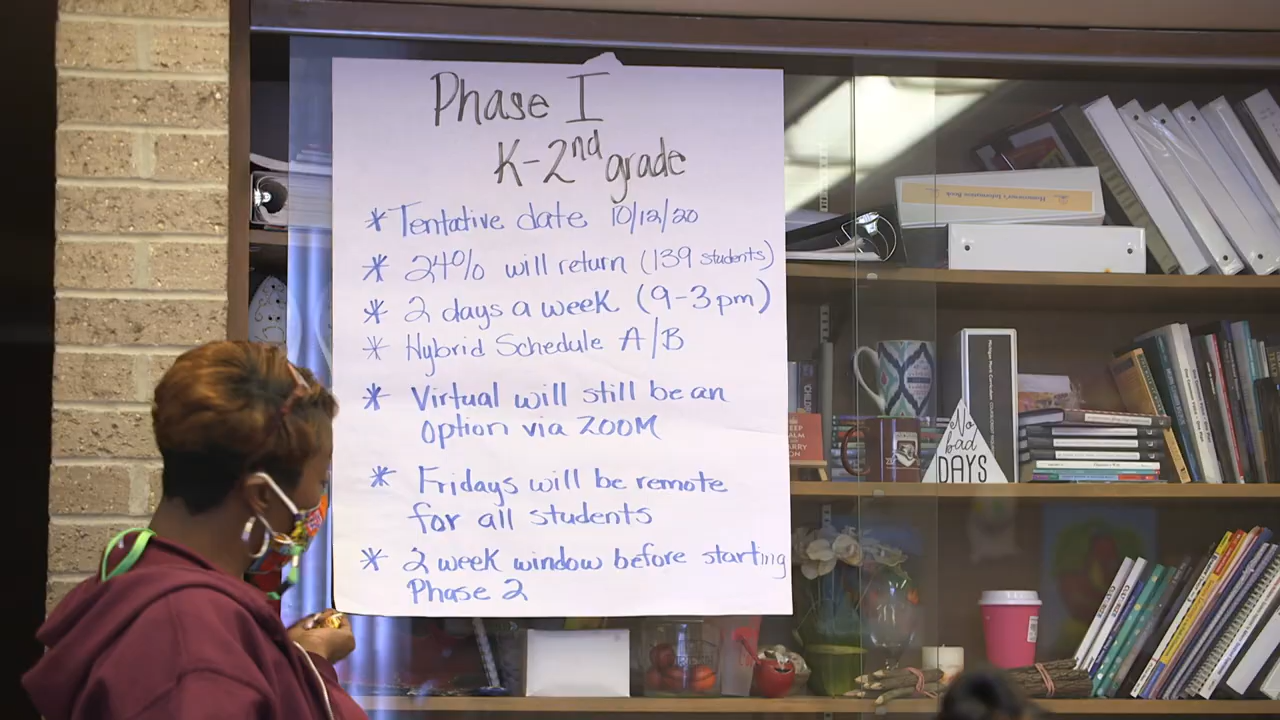 Phase I
K-2nd grade
* Tentative date 10/12/20
* 24% will return (139 students)
* 2 days a week (9-3pm)
* Hybrid Schedule A/B
* Virtual will still be an
option via ZOOM
* Fridays will be remote
for all students
* 2 week window before starting
Phase 2
No
bad
DAYS
KEEP
CALM